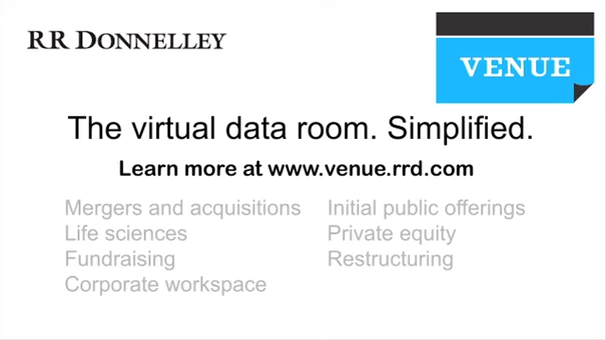 RR DONNELLEY
VENUE
The virtual data room. Simplified.
Learn more at www.venue.rrd.com
Mergers and acquisitions
Life sciences
Fundraising
Corporate workspace
Initial public offerings
Private equity
Restructuring